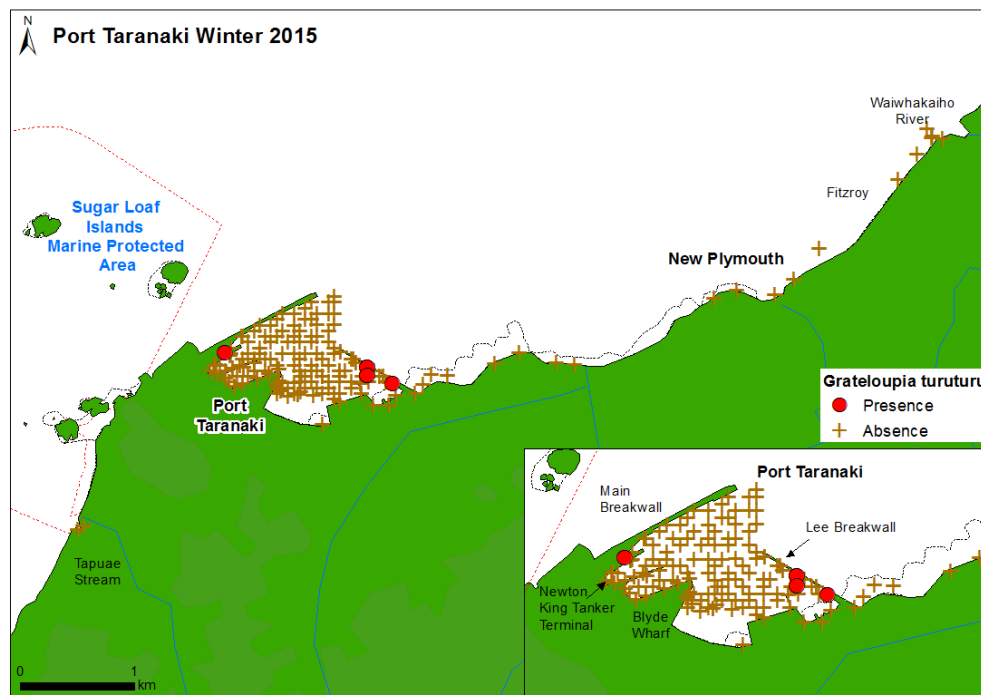 N
Port Taranaki Winter 2015
Waiwhakaiho
River
Fitzroy
Sugar Loaf
Islands
Marine Protected
Area
New Plymouth
Port
Taranaki
Grateloupia turuturu
Presence
Absence
Tapuae
Stream
0 1
km
Port Taranaki
Main
Breakwall
Lee Breakwall
Newton
King Tanker
Terminal
Blyde
Wharf